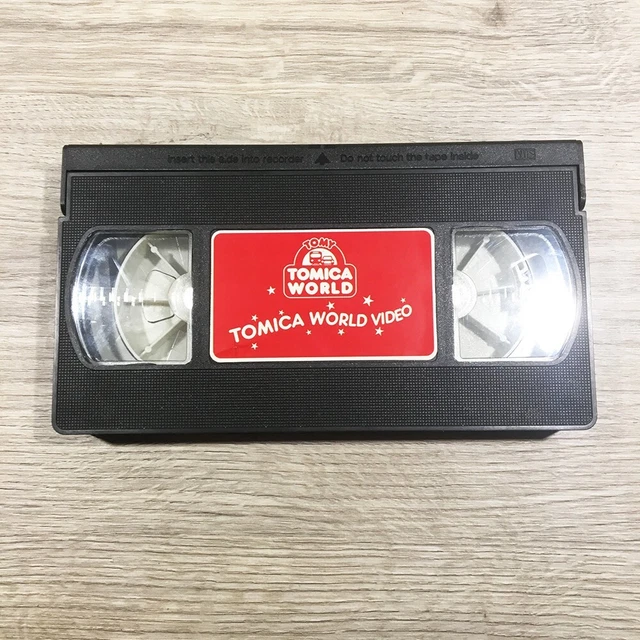 Insert this side into recorder Do not touch the tape inside VHS
TOMY
TOMICA
WORLD
TOMICA WORLD VIDEO